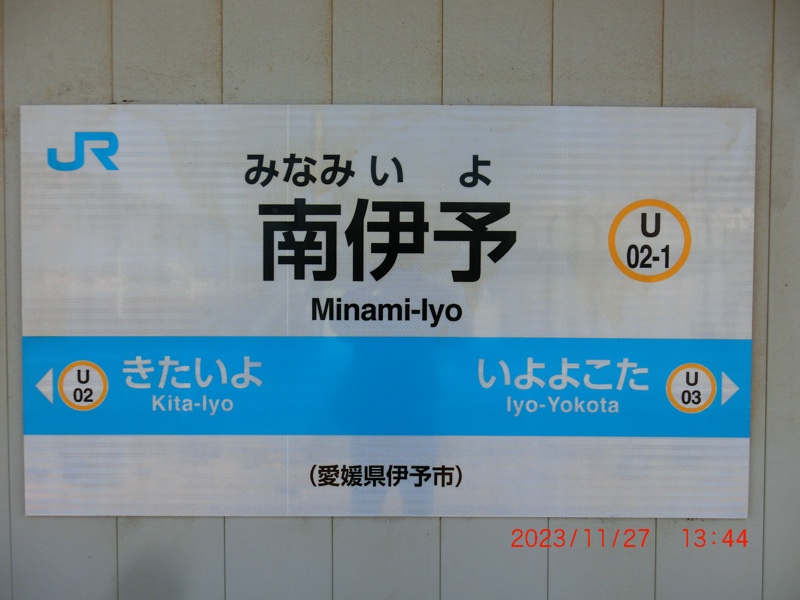 JR
みなみいよ
南伊予
Minami-Iyo
U
02-1
U
02
きたいよ
Kita-Iyo
いよよこた
Iyo-Yokota
U
03
(愛媛県伊予市)
2023/11/27 13:44